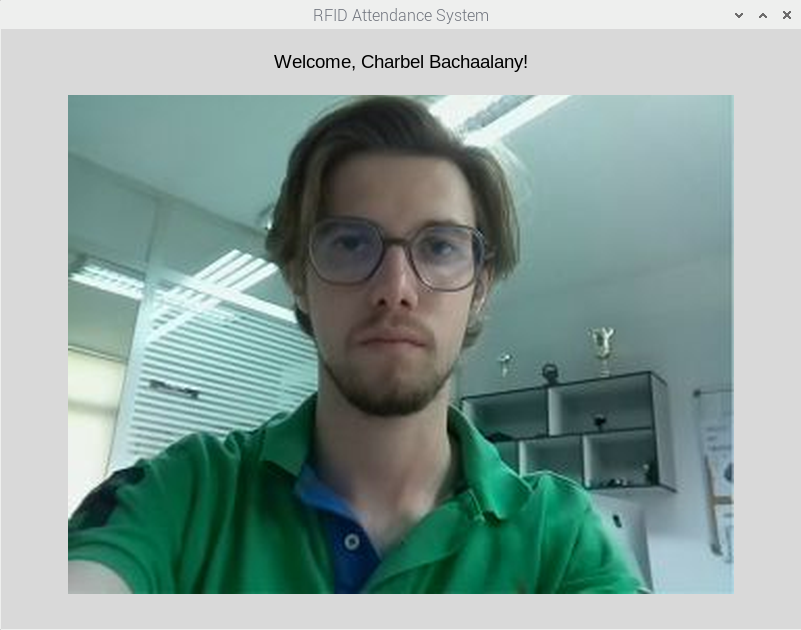 RFID Attendance System
Welcome, Charbel Bachaalany!